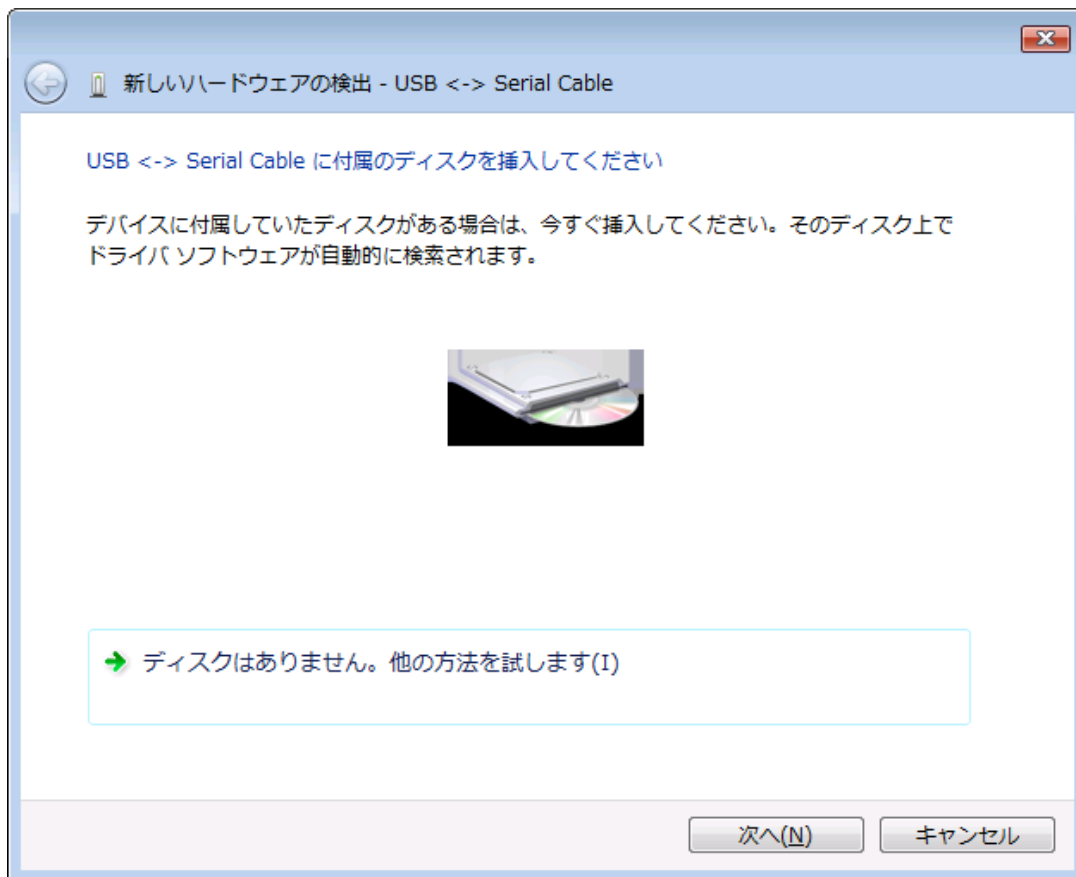 新しいハードウェアの検出 - USB <-> Serial Cable
USB <-> Serial Cable に付属のディスクを挿入してください
デバイスに付属していたディスクがある場合は、今すぐ挿入してください。そのディスク上で
ドライバ ソフトウェアが自動的に検索されます。
ディスクはありません。他の方法を試します(I)
次へ(N)
キャンセル